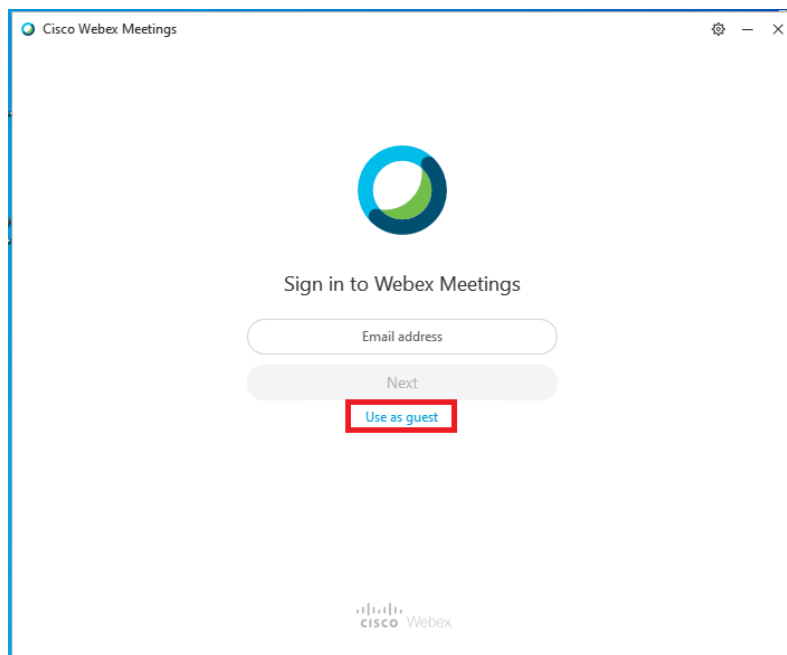 Cisco Webex Meetings
Sign in to Webex Meetings
Email address
Next
Use as guest
cisco Webex